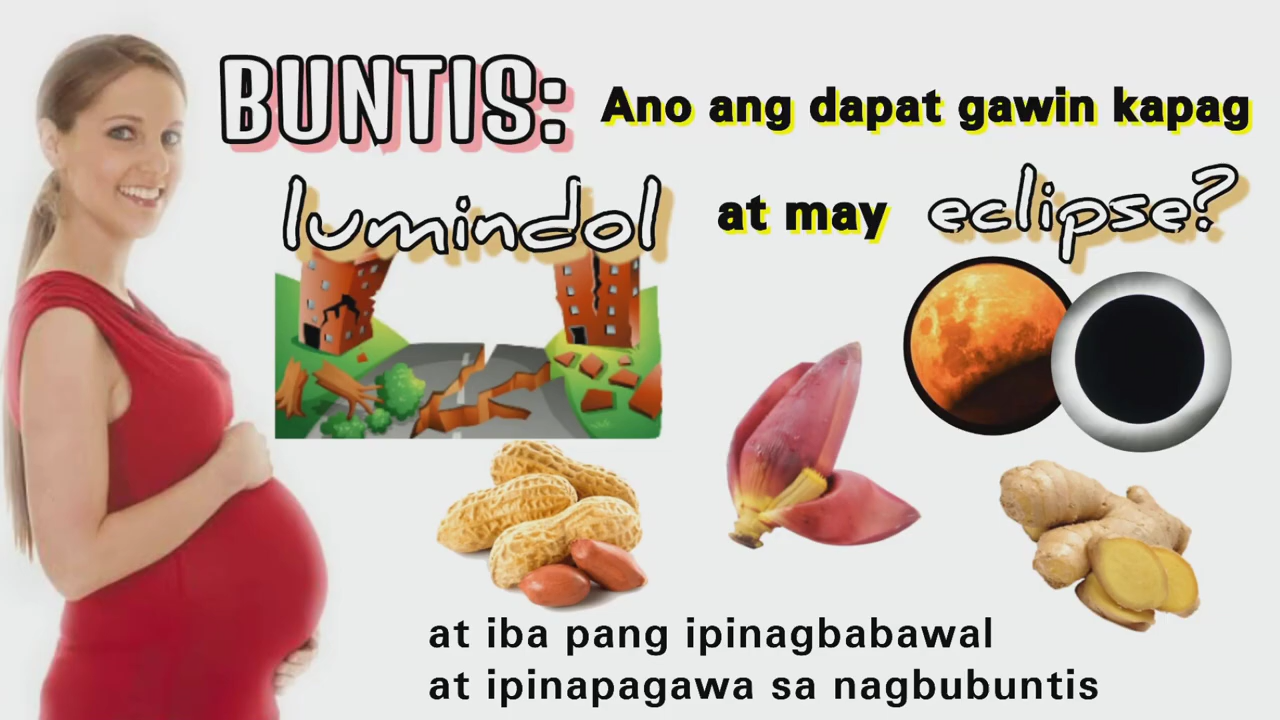 BUNTIS: Ano ang dapat gawin kapag
lumindol at may eclipse?
at iba pang ipinagbabawal
at ipinapagawa sa nagbubuntis